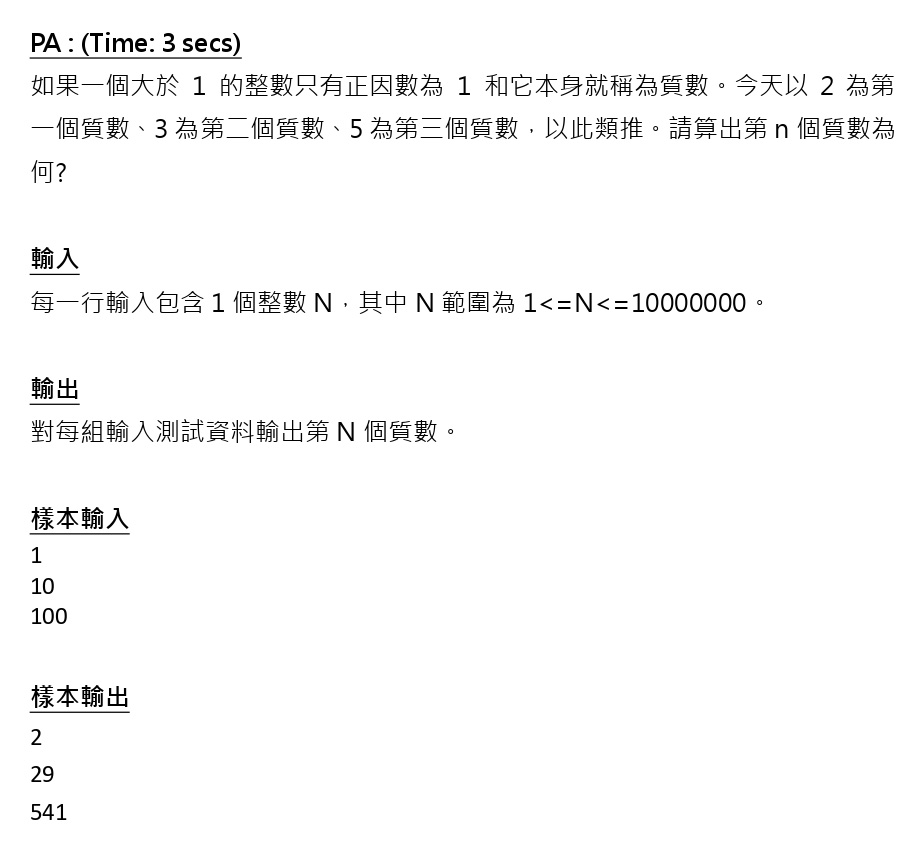 PA : (Time: 3 secs)
如果一個大於 1 的整數只有正因數為 1 和它本身就稱為質數。今天以 2 為第
一個質數、3 為第二個質數、5 為第三個質數，以此類推。請算出第 n 個質數為
何?
輸入
每一行輸入包含 1 個整數 N，其中 N 範圍為 1<=N<=10000000。
輸出
對每組輸入測試資料輸出第 N 個質數。
樣本輸入
1
10
100
樣本輸出
2
29
541